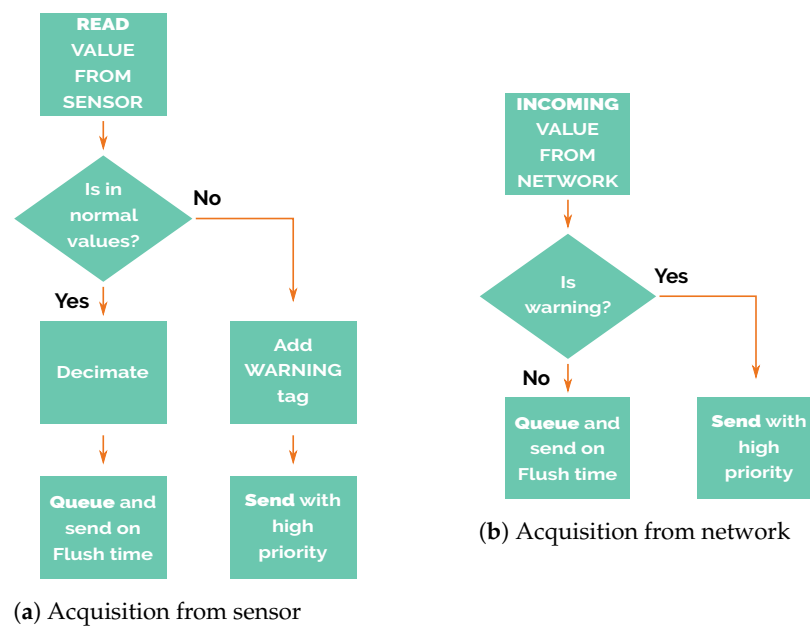 READ
VALUE
FROM
SENSOR
Is in
normal
values?
No
Yes
Decimate
Add
WARNING
tag
Queue and
send on
Flush time
Send with
high
priority
(a) Acquisition from sensor
INCOMING
VALUE
FROM
NETWORK
Is
warning?
Yes
No
Queue and
send on
Flush time
Send with
high
priority
(b) Acquisition from network